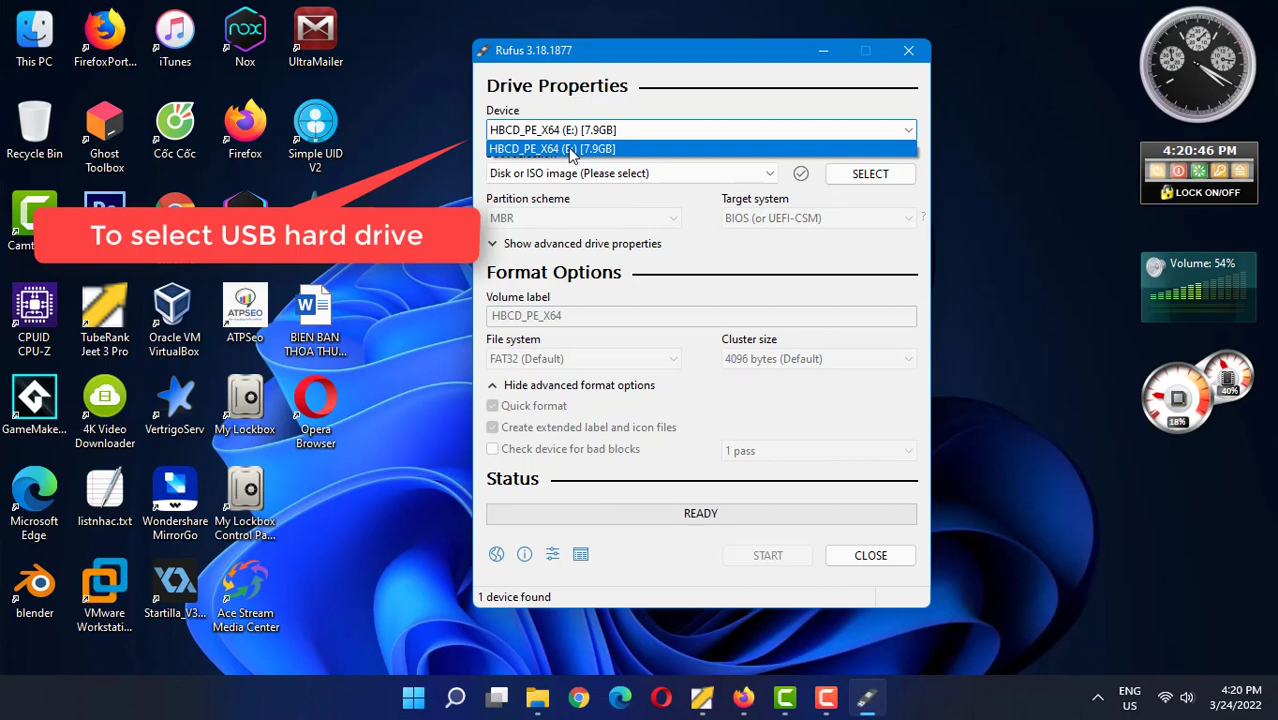 This PC
FirefoxPort...
iTunes
Nox
UltraMailer
Recycle Bin
Ghost
Toolbox
Cốc Cốc
Firefox
Simple UID
V2
Camt
To select USB hard drive
CPUID
CPU-Z
TubeRank
Jeet 3 Pro
Oracle VM
VirtualBox
ATPSEO
ATPSeo
BIEN BAN
THOA THU...
GameMake...
4K Video
Downloader
VertrigoServ
My Lockbox
Opera
Browser
Microsoft
Edge
listnhac.txt
Wondershare
MirrorGo
My Lockbox
Control Pa...
blender
VMware
Workstati...
Startilla_V3...
Ace Stream
Media Center
Rufus 3.18.1877
Drive Properties
Device
HBCD_PE_X64 (E:) [7.9GB]
HBCD_PE_X64 (E:) [7.9GB]
Disk or ISO image (Please select)
SELECT
Partition scheme
Target system
MBR
BIOS (or UEFI-CSM)
?
Show advanced drive properties
Format Options
Volume label
HBCD_PE_X64
File system
Cluster size
FAT32 (Default)
4096 bytes (Default)
Hide advanced format options
Quick format
Create extended label and icon files
Check device for bad blocks
1 pass
Status
READY
START
CLOSE
1 device found
4:20:46 PM
LOCK ON/OFF
Volume: 54%
40%
18%
ENG
US
4:20 PM
3/24/2022